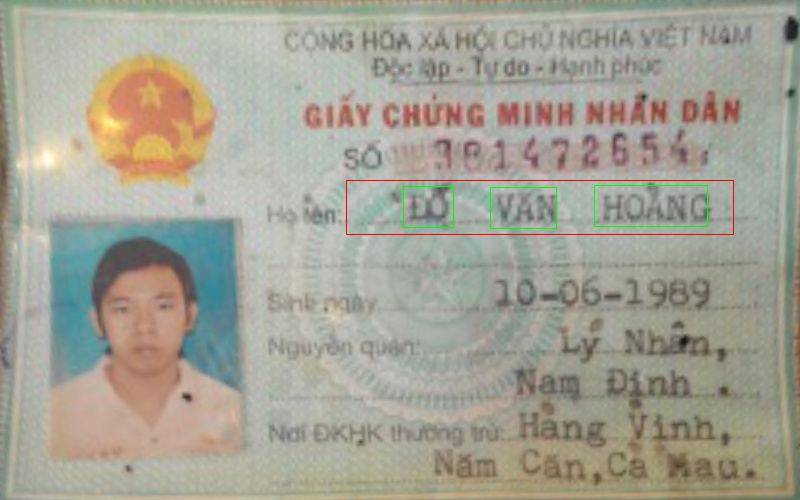 CỘNG HÒA XÃ HỘI CHỦ NGHĨA VIỆT NAM
Độc lập - Tự do - Hạnh phúc
GIẤY CHỨNG MINH NHÂN DÂN
SỐ 381472654
Họ tên: ĐỖ VĂN HOÀNG
Sinh ngày 10-06-1989
Nguyên quán: Lý Nhân,
Nam Định .
Nơi ĐKHK thường trú: Hàng Vịnh,
Năm Căn, Cà Mau.